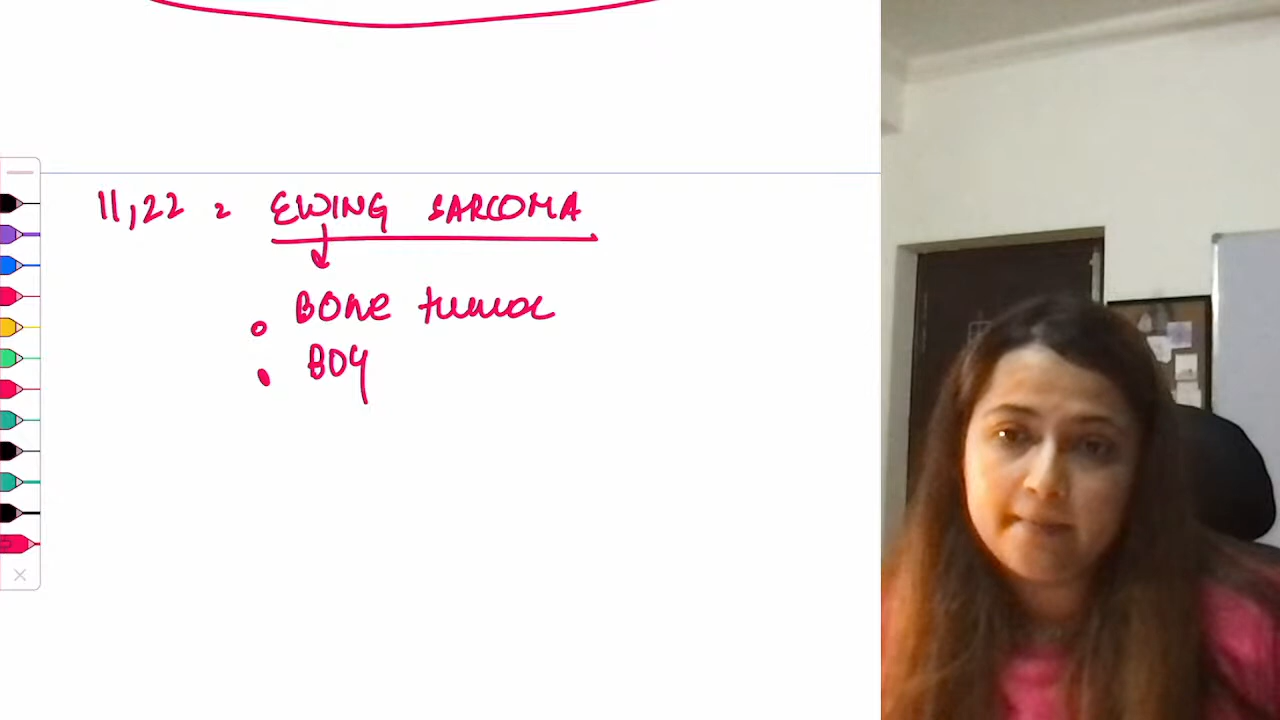 11,22 = EWING SARCOMA
Bone tumor
BOY